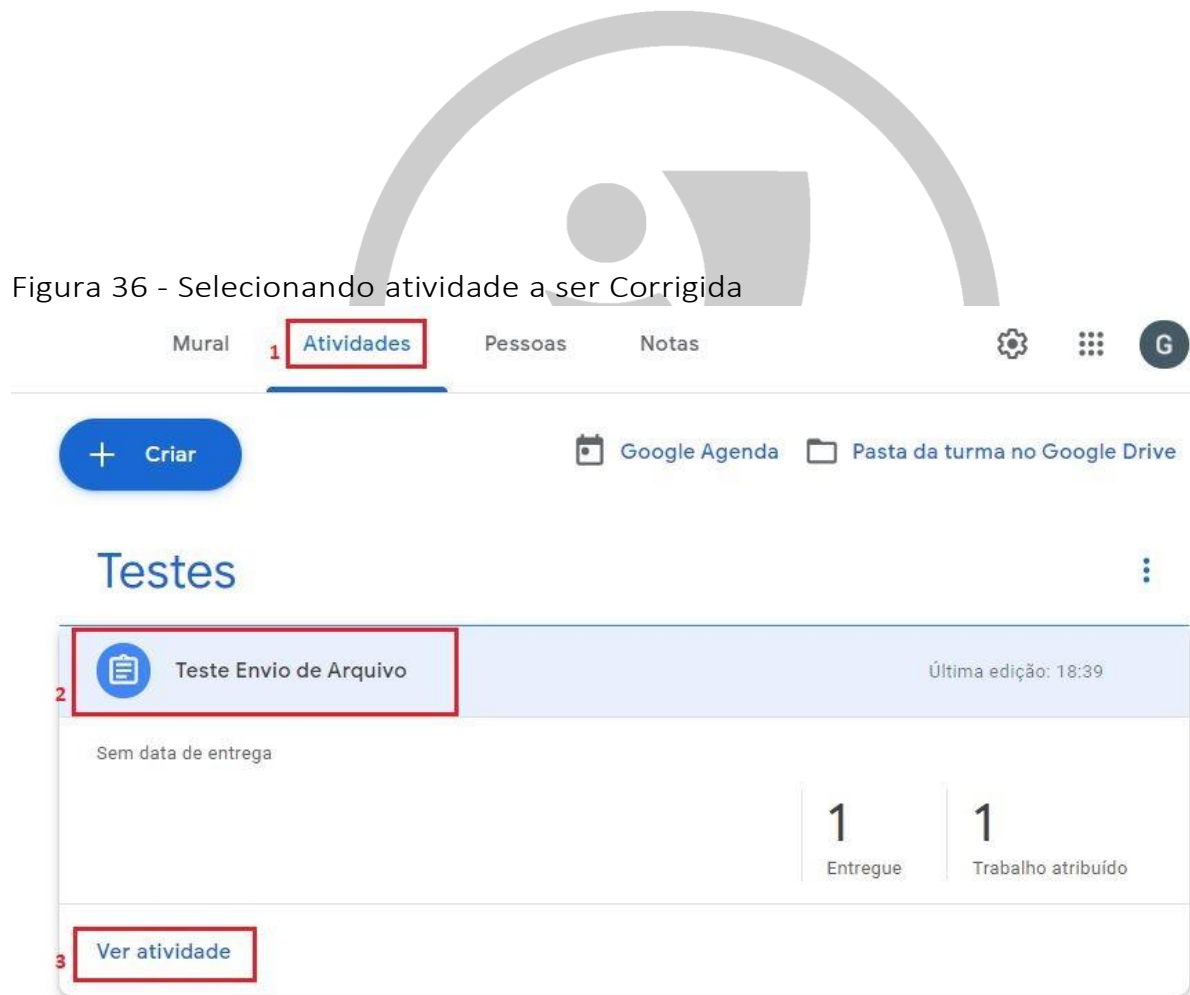 Figura 36 - Selecionando atividade a ser Corrigida
Mural 1 Atividades Pessoas Notas G
+ Criar Google Agenda Pasta da turma no Google Drive
Testes
2 Teste Envio de Arquivo Última edição: 18:39
Sem data de entrega
1 1
Entregue Trabalho atribuído
3 Ver atividade